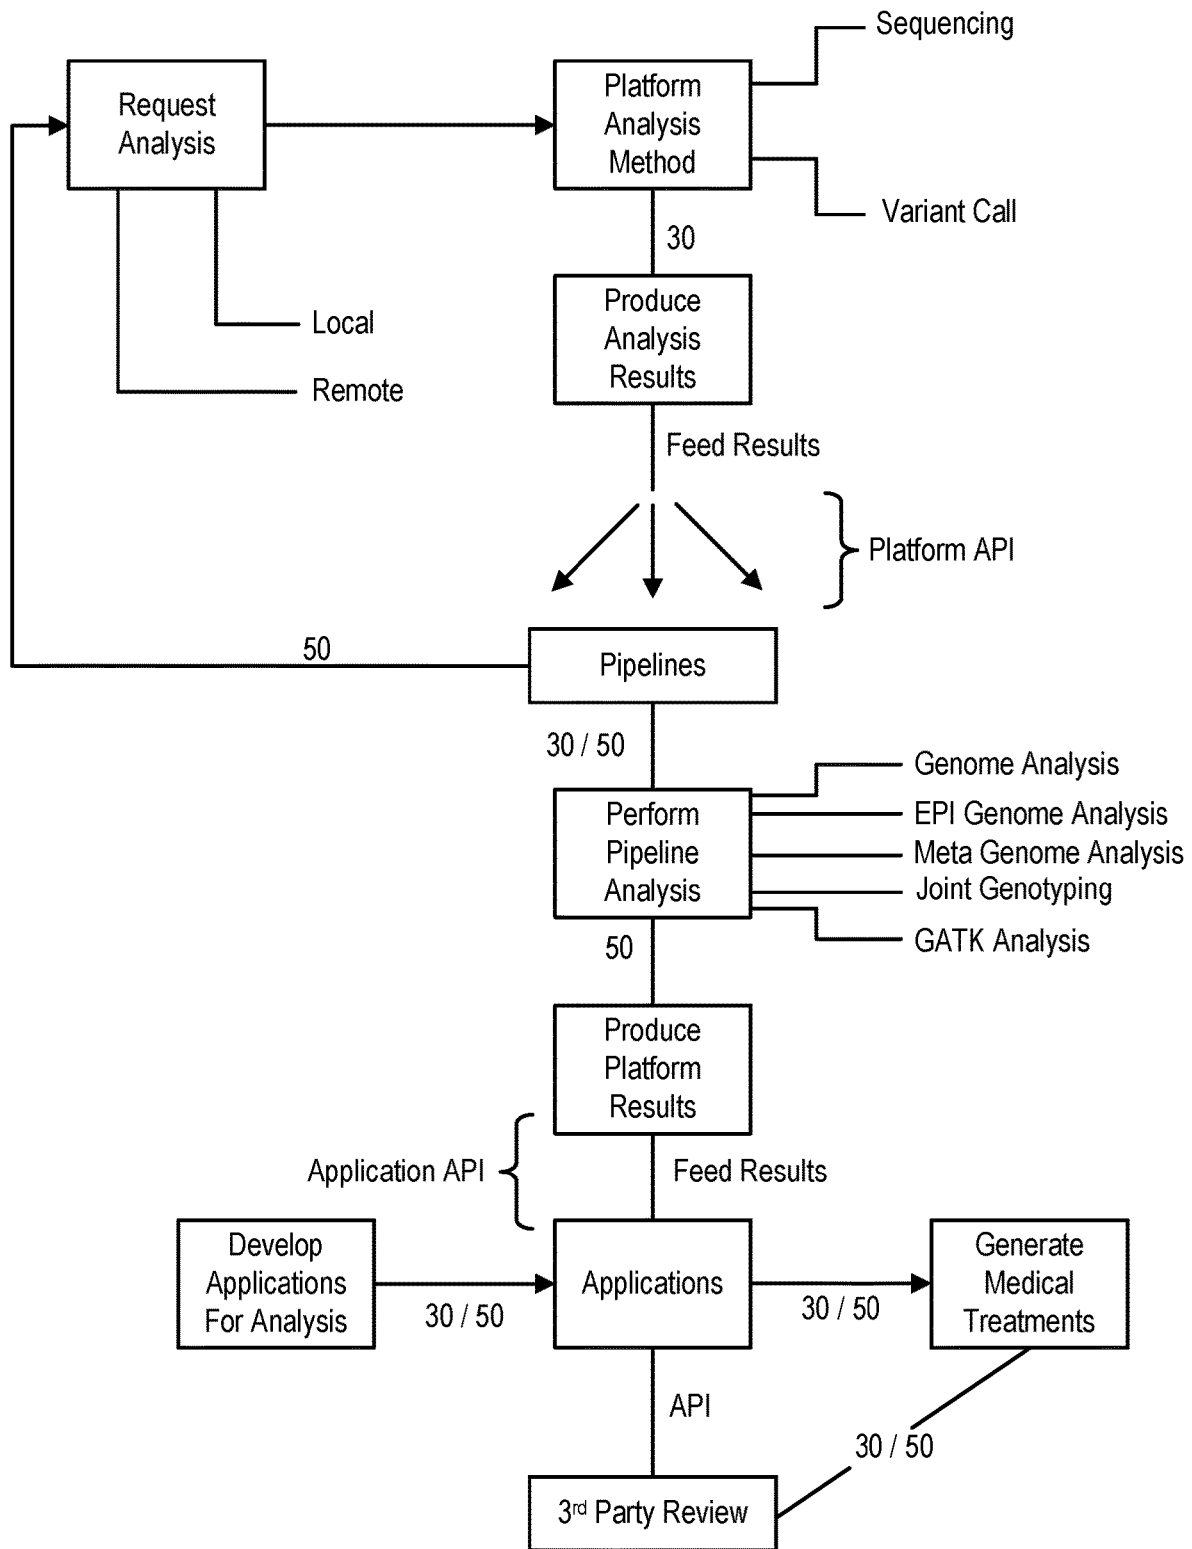 Sequencing
Request
Analysis
Platform
Analysis
Method
Variant Call
30
Local
Remote
Produce
Analysis
Results
Feed Results
Platform API
50
Pipelines
30 / 50
Perform
Pipeline
Analysis
Genome Analysis
EPI Genome Analysis
Meta Genome Analysis
Joint Genotyping
GATK Analysis
50
Produce
Platform
Results
Application API
Feed Results
Develop
Applications
For Analysis
30 / 50
Applications
30 / 50
Generate
Medical
Treatments
API
30 / 50
3rd Party Review